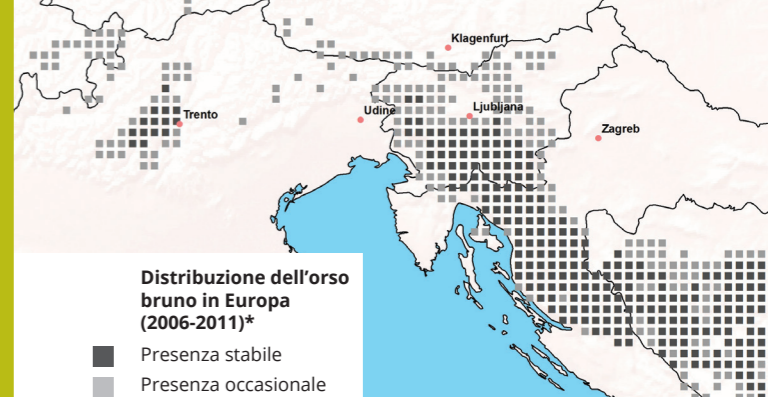 Klagenfurt
Udine
Ljubljana
Trento
Zagreb
Distribuzione dell’orso
bruno in Europa
(2006-2011)*
Presenza stabile
Presenza occasionale